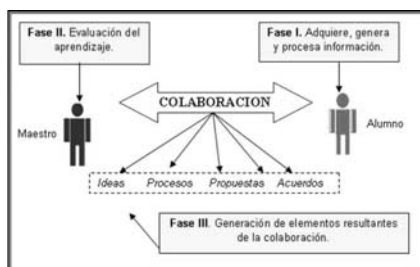 Fase II. Evaluación del
aprendizaje.
Fase I. Adquiere, genera
y procesa información.
COLABORACION
Maestro
Alumno
Ideas Procesos Propuestas Acuerdos
Fase III. Generación de elementos resultantes
de la colaboración.